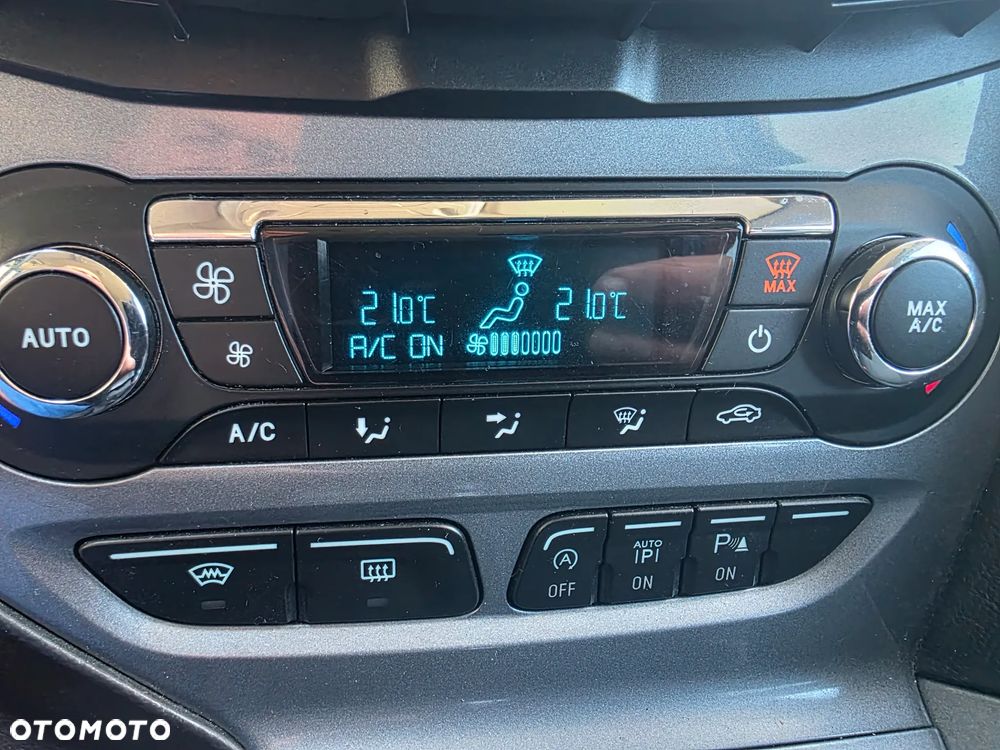 MAX
AUTO
21.0°C
21.0°C
MAX
A/C
A/C ON
A/C
AUTO
P
A
OFF
IPI
ON
ON
OTOMOTO